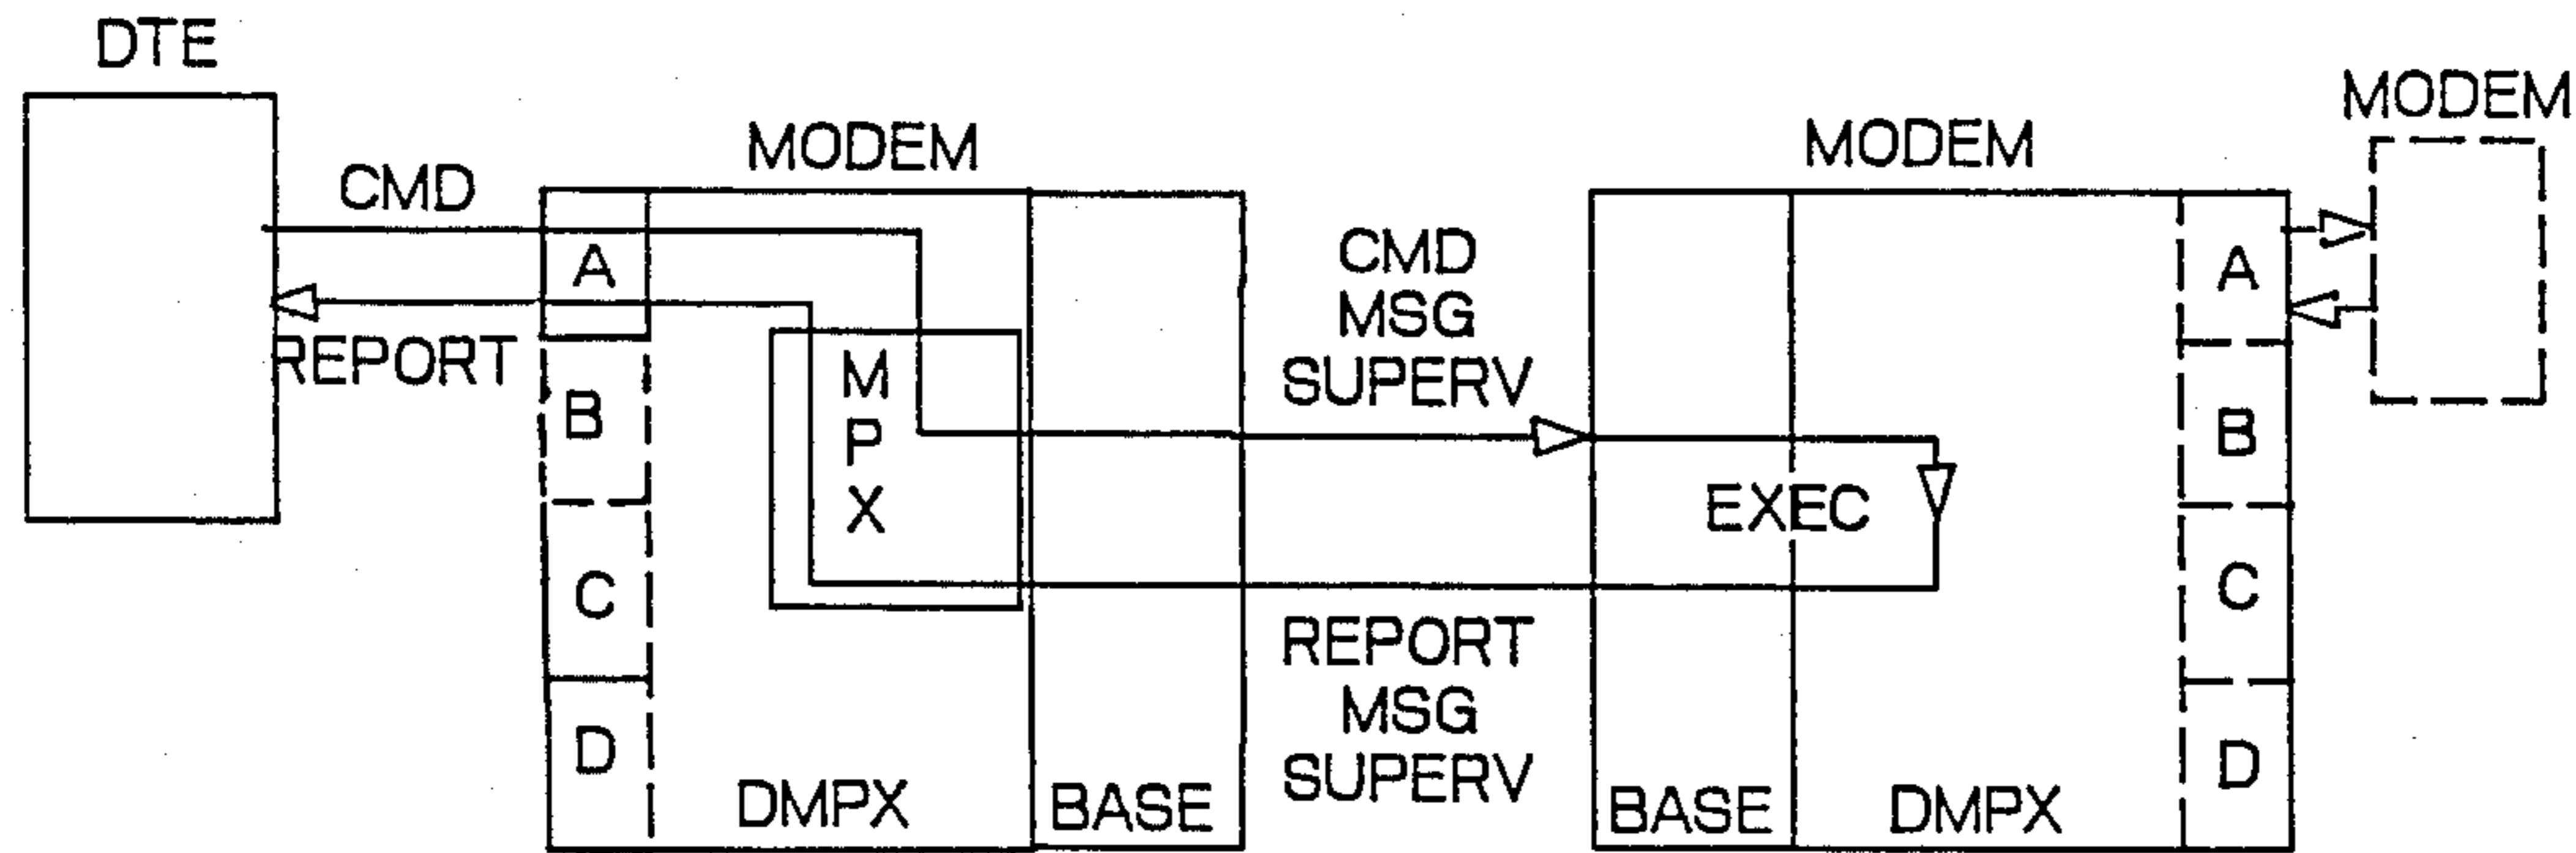 DTE
CMD
REPORT
MODEM
A
B
C
D
M
P
X
DMPX
BASE
CMD
MSG
SUPERV
REPORT
MSG
SUPERV
MODEM
EXEC
BASE
DMPX
A
B
C
D
MODEM